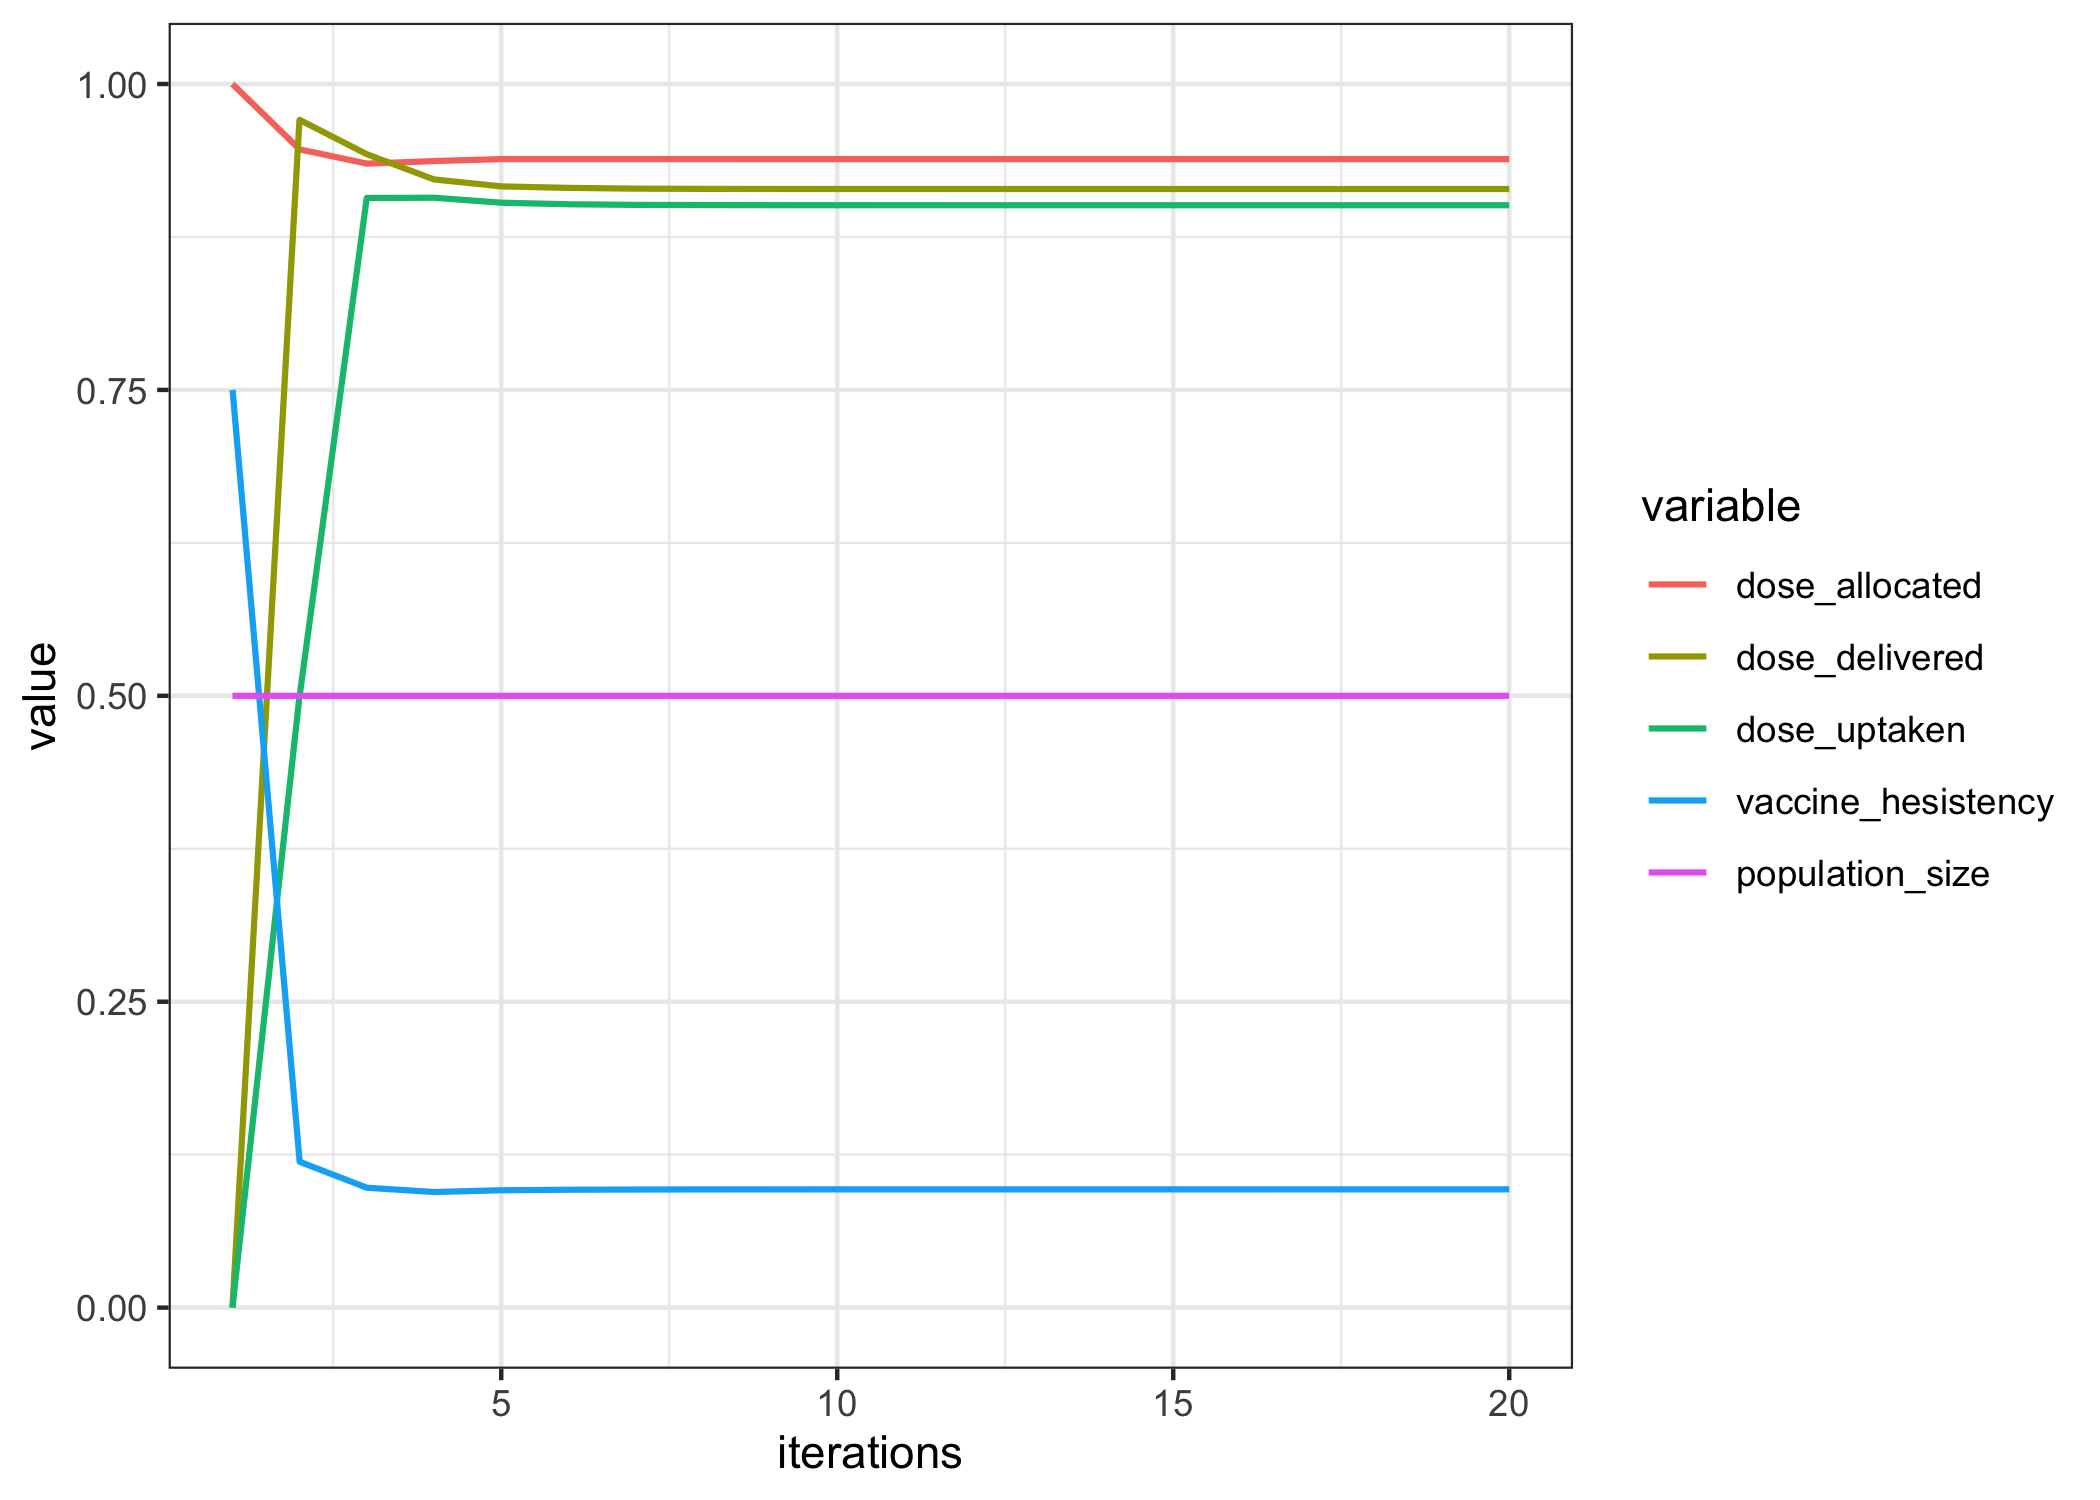 1.00
0.75
0.50
0.25
0.00
value
5 10 15 20
iterations
variable
dose_allocated
dose_delivered
dose_uptaken
vaccine_hesistency
population_size